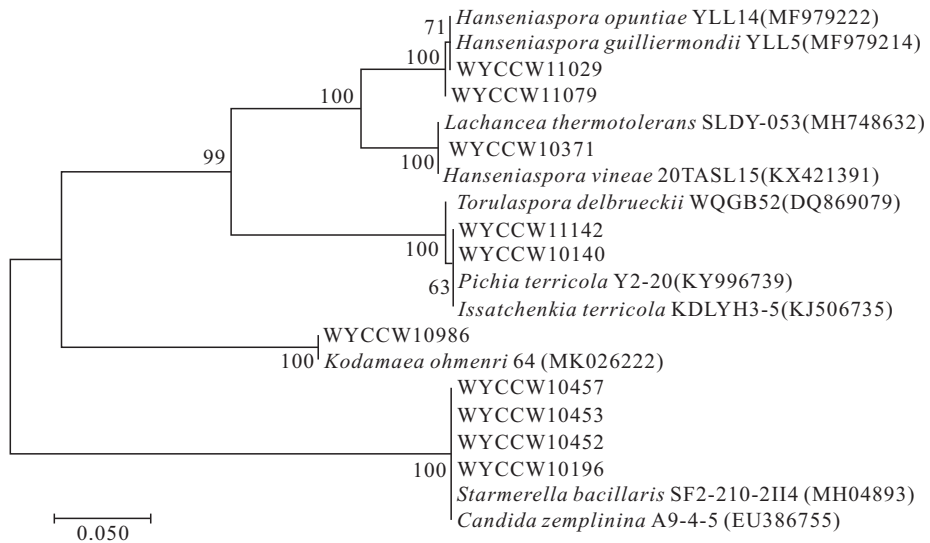 Hanseniaspora opuntiae YLL14(MF979222)
71
Hanseniaspora guilliermondii YLL5(MF979214)
100
WYCCW11029
WYCCW11079
100
Lachancea thermotolerans SLDY-053(MH748632)
99
100
WYCCW10371
Hanseniaspora vineae 20TASL15(KX421391)
Torulaspora delbrueckii WQGB52(DQ869079)
WYCCW11142
100
WYCCW10140
Pichia terricola Y2-20(KY996739)
63
Issatchenkia terricola KDLYH3-5(KJ506735)
WYCCW10986
100
Kodamaea ohmenri 64 (MK026222)
WYCCW10457
WYCCW10453
WYCCW10452
100
WYCCW10196
Starmerella bacillaris SF2-210-2II4 (MH04893)
Candida zemplinina A9-4-5 (EU386755)
0.050